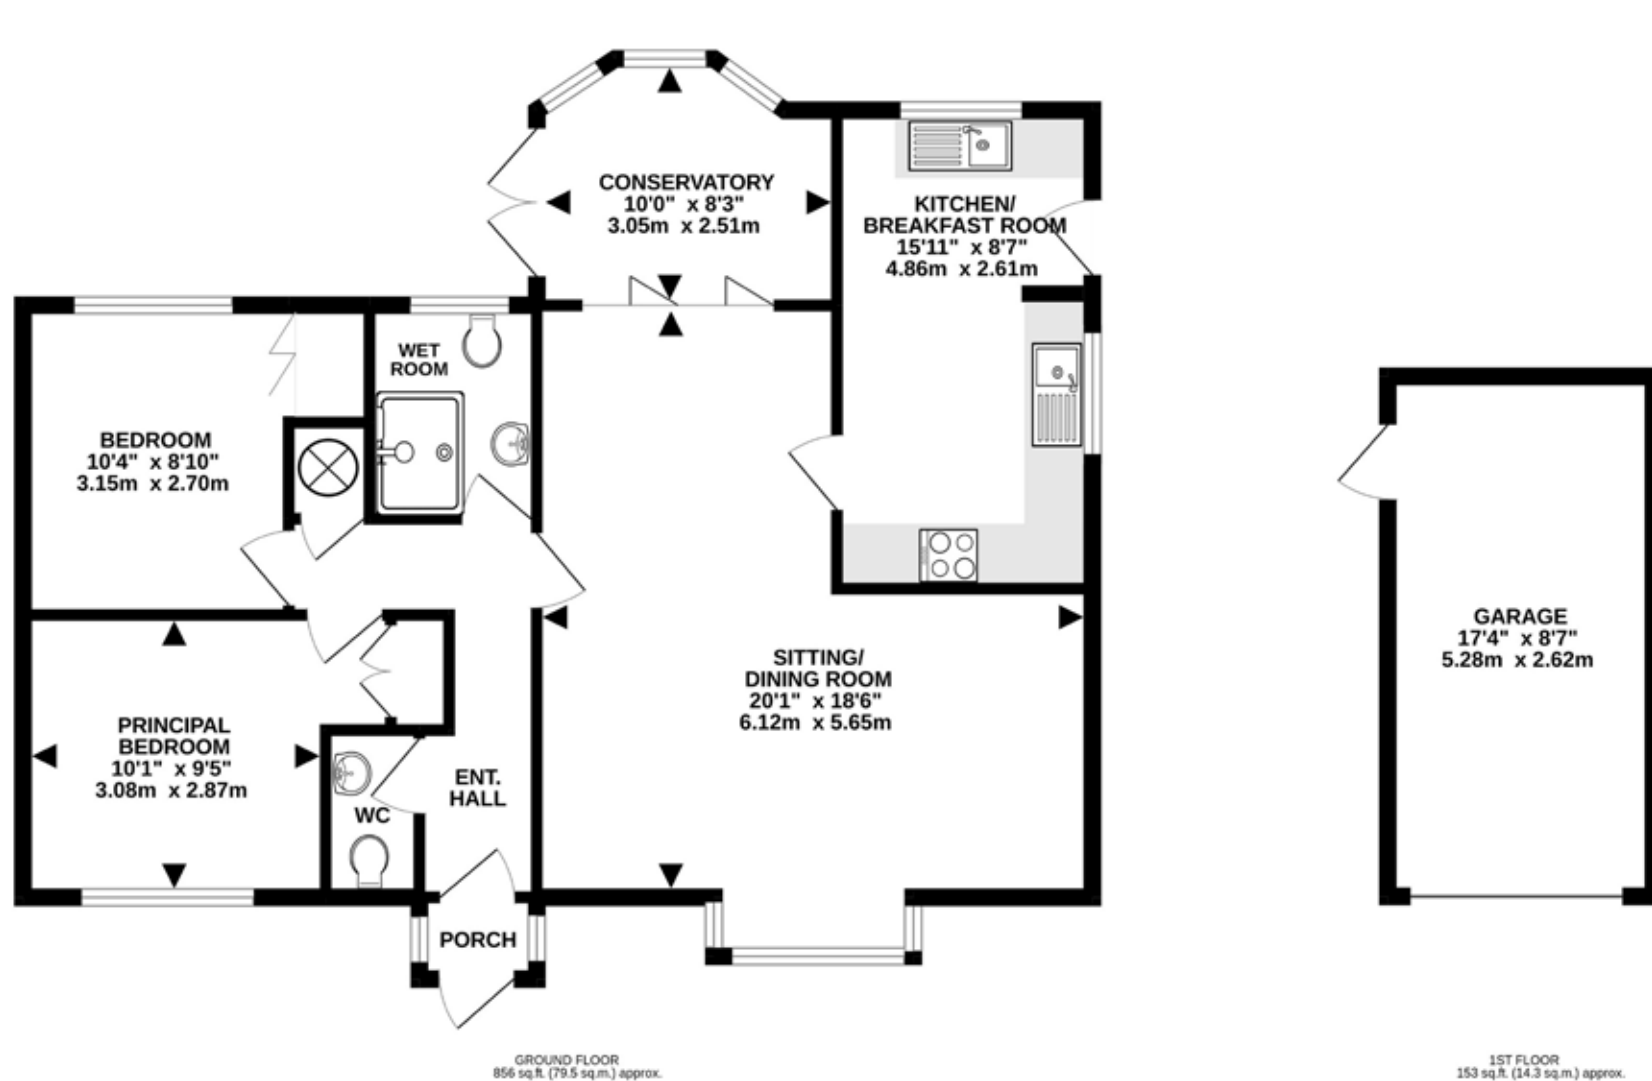 CONSERVATORY
10'0" x 8'3"
3.05m x 2.51m
KITCHEN/
BREAKFAST ROOM
15'11" x 8'7"
4.86m x 2.61m
WET
ROOM
BEDROOM
10'4" x 8'10"
3.15m x 2.70m
SITTING/
DINING ROOM
20'1" x 18'6"
6.12m x 5.65m
GARAGE
17'4" x 8'7"
5.28m x 2.62m
PRINCIPAL
BEDROOM
10'1" x 9'5"
3.08m x 2.87m
ENT.
HALL
WC
PORCH
GROUND FLOOR
856 sq.ft. (79.5 sq.m.) approx.
1ST FLOOR
153 sq.ft. (14.3 sq.m.) approx.